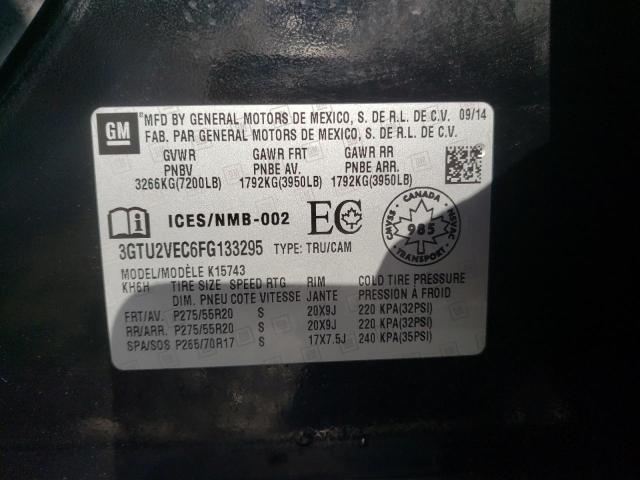 GM
®MFD BY GENERAL MOTORS DE MEXICO, S. DE R.L. DE C.V. 09/14
FAB. PAR GENERAL MOTORS DE MEXICO, S. DE R.L. DE C.V.
GVWR GAWR FRT GAWR RR
PNBV PNBE AV. PNBE ARR.
3266KG(7200LB) 1792KG(3950LB) 1792KG(3950LB)
i ICES/NMB-002 EC
CANADA
CMVSS 985 NSVAC
TRANSPORT
3GTU2VEC6FG133295 TYPE: TRU/CAM
MODEL/MODÈLE K15743
KH6H TIRE SIZE SPEED RTG RIM COLD TIRE PRESSURE
DIM. PNEU COTE VITESSE JANTE PRESSION À FROID
FRT/AV. P275/55R20 S 20X9J 220 KPA(32PSI)
RR/ARR. P275/55R20 S 20X9J 220 KPA(32PSI)
SPA/SOS P265/70R17 S 17X7.5J 240 KPA(35PSI)